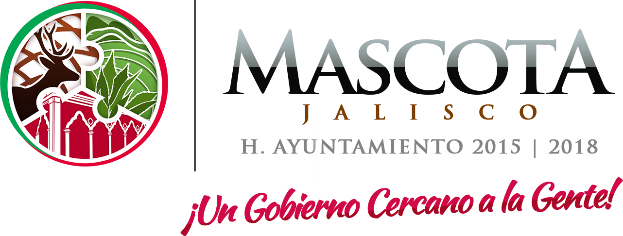 MASCOTA
JALISCO
H. AYUNTAMIENTO 2015 | 2018
¡Un Gobierno Cercano a la Gente!